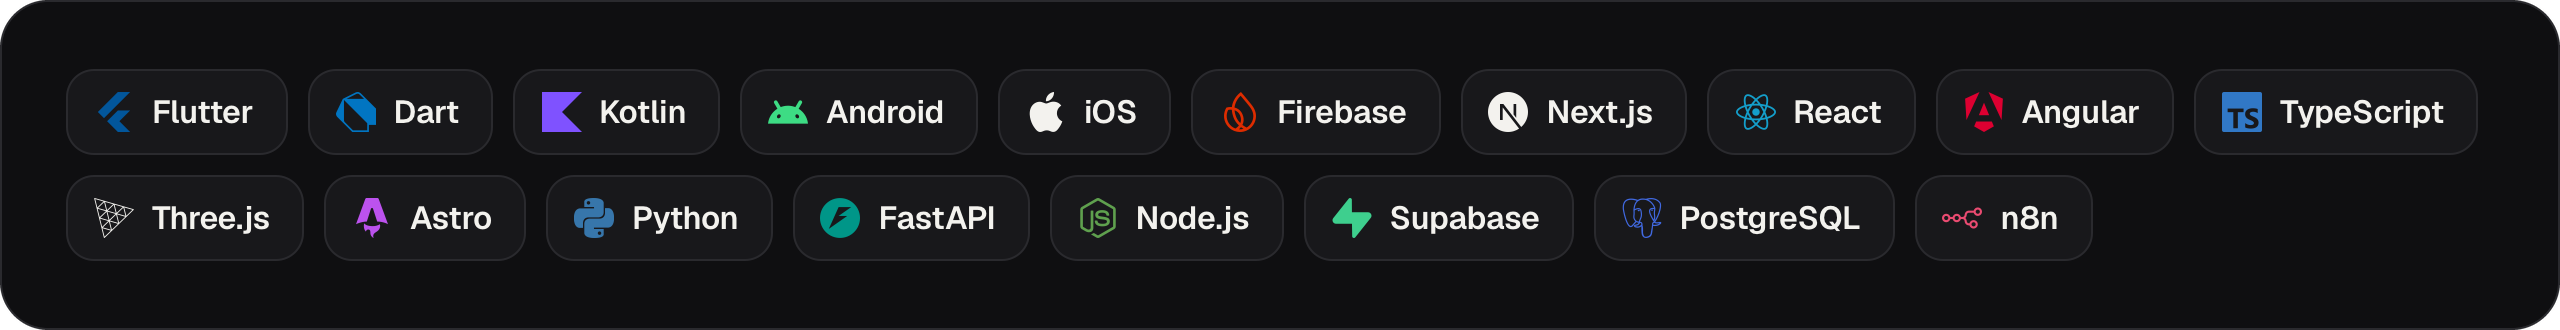 Flutter Dart Kotlin Android iOS Firebase Next.js React Angular TypeScript
Three.js Astro Python FastAPI Node.js Supabase PostgreSQL n8n